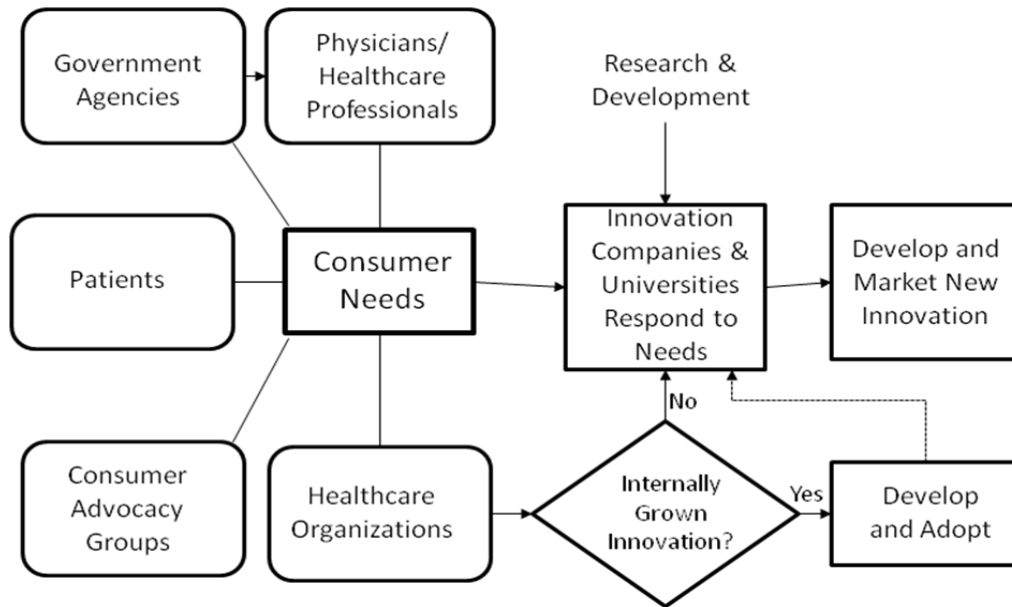 Government
Agencies
Physicians/
Healthcare
Professionals
Research &
Development
Patients
Consumer
Needs
Innovation
Companies &
Universities
Respond to
Needs
Develop and
Market New
Innovation
Consumer
Advocacy
Groups
Healthcare
Organizations
No
Internally
Grown
Innovation?
Yes
Develop
and Adopt